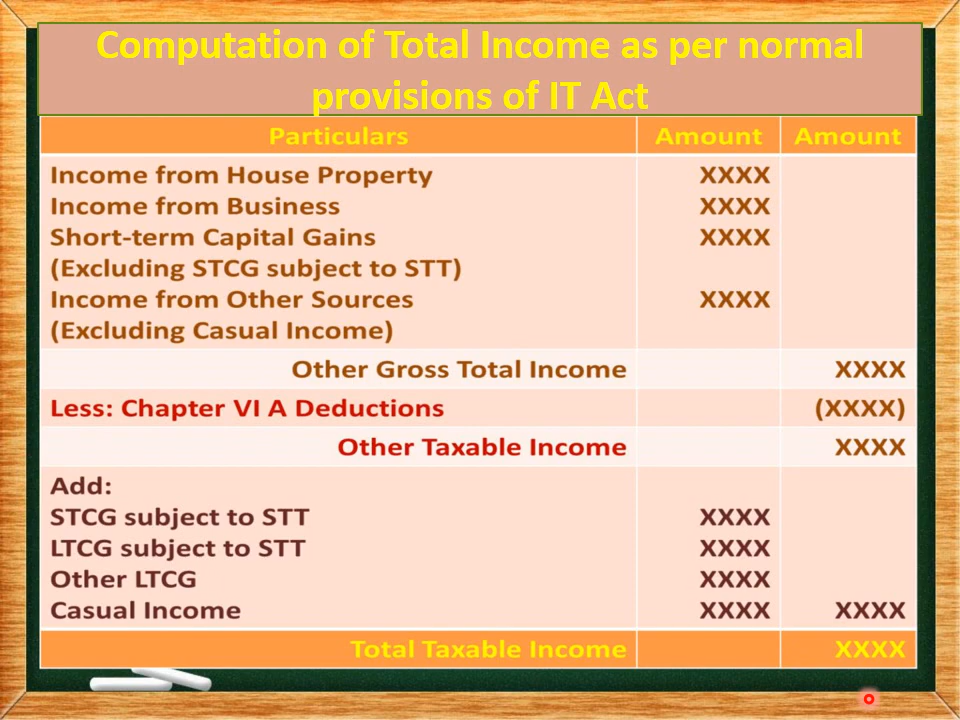 Computation of Total Income as per normal
provisions of IT Act
Particulars Amount Amount
Income from House Property XXXX
Income from Business XXXX
Short-term Capital Gains XXXX
(Excluding STCG subject to STT)
Income from Other Sources XXXX
(Excluding Casual Income)
Other Gross Total Income XXXX
Less: Chapter VI A Deductions (XXXX)
Other Taxable Income XXXX
Add:
STCG subject to STT XXXX
LTCG subject to STT XXXX
Other LTCG XXXX
Casual Income XXXX XXXX
Total Taxable Income XXXX